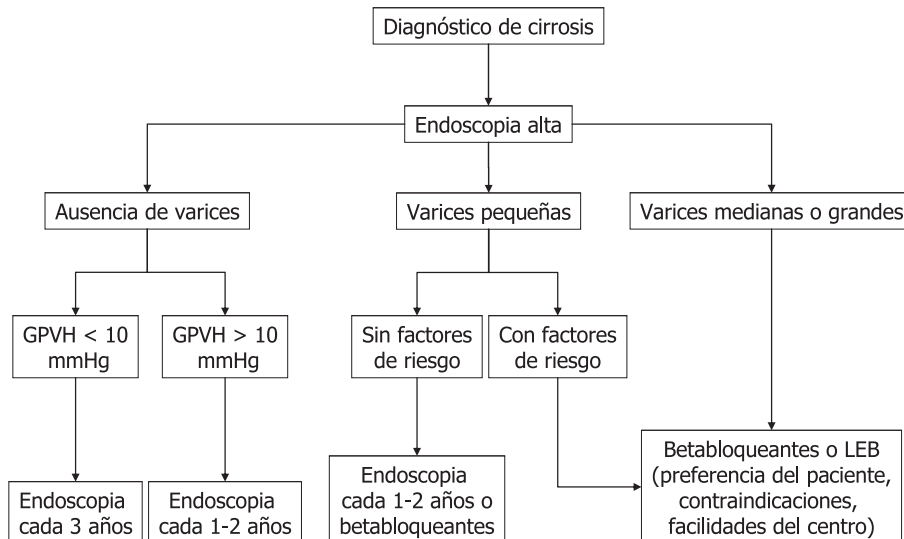 Diagnóstico de cirrosis
Endoscopia alta
Ausencia de varices
Varices pequeñas
Varices medianas o grandes
GPVH < 10
mmHg
GPVH > 10
mmHg
Sin factores
de riesgo
Con factores
de riesgo
Endoscopia
cada 3 años
Endoscopia
cada 1-2 años
Endoscopia
cada 1-2 años o
betabloqueantes
Betabloqueantes o LEB
(preferencia del paciente,
contraindicaciones,
facilidades del centro)